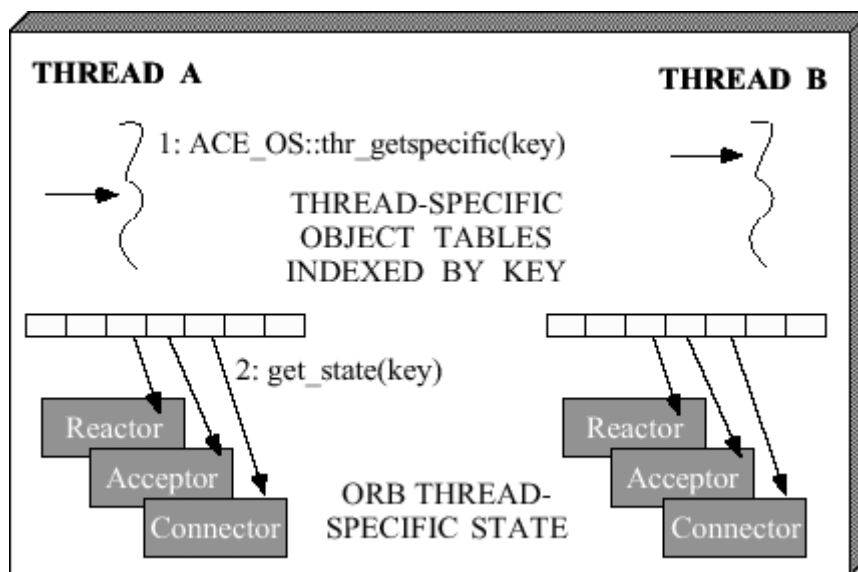 THREAD A
THREAD B
1: ACE_OS::thr_getspecific(key)
THREAD-SPECIFIC
OBJECT TABLES
INDEXED BY KEY
2: get_state(key)
Reactor
Acceptor
Connector
ORB THREAD-
SPECIFIC STATE
Reactor
Acceptor
Connector